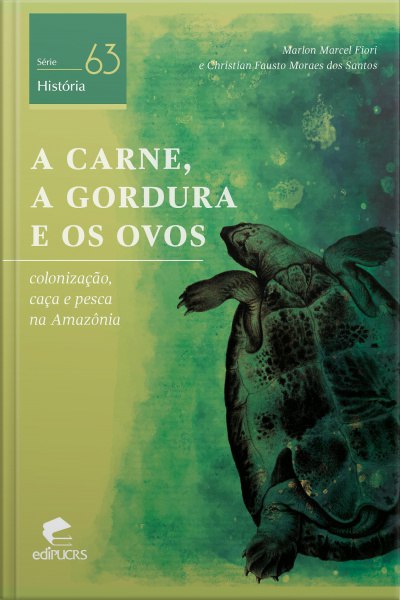 Série 63
História
Marlon Marcel Fiori
e Christian Fausto Moraes dos Santos
A CARNE,
A GORDURA
E OS OVOS
colonização,
caça e pesca
na Amazônia
ediPUCRS